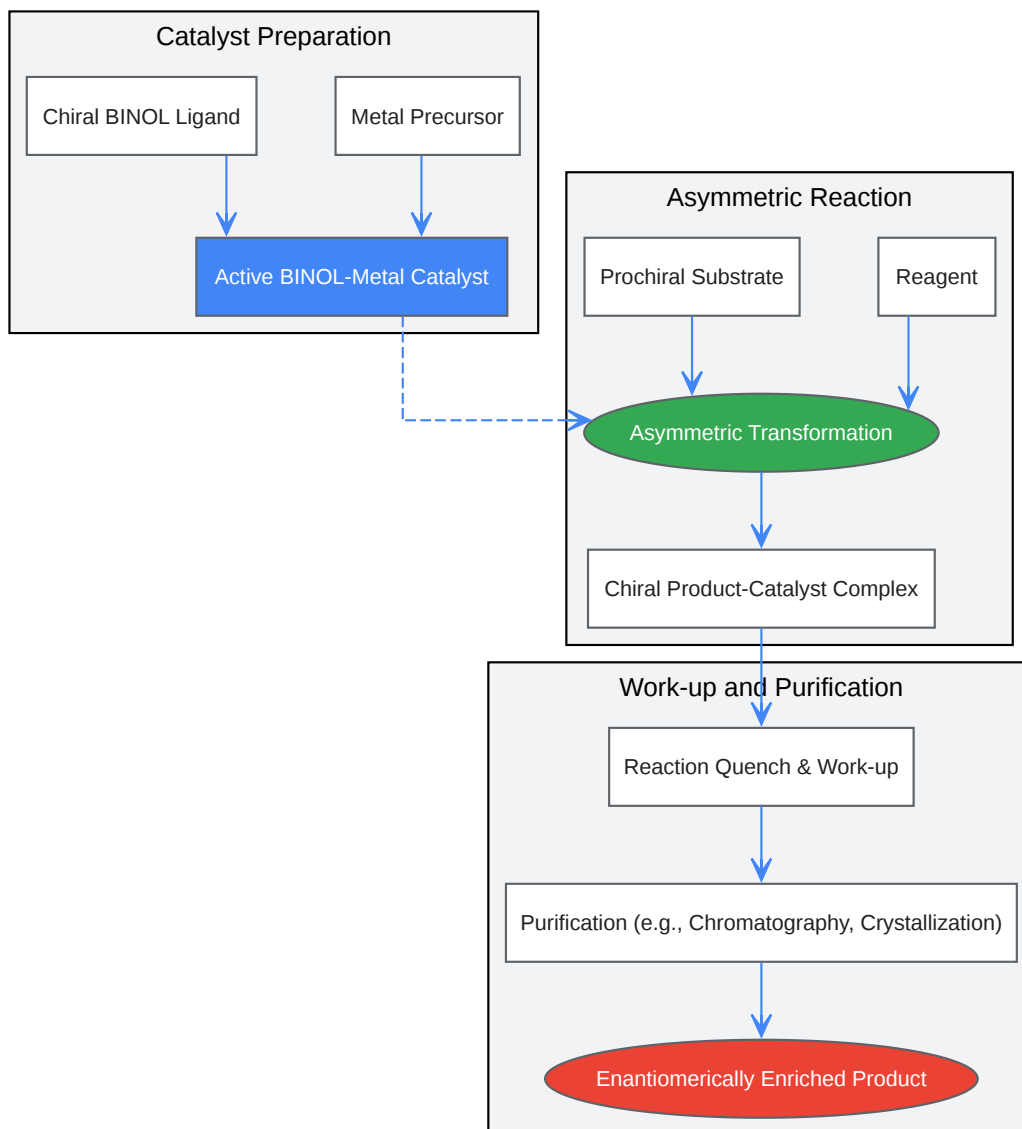 Catalyst Preparation
Chiral BINOL Ligand
Metal Precursor
Active BINOL-Metal Catalyst
Asymmetric Reaction
Prochiral Substrate
Reagent
Asymmetric Transformation
Chiral Product-Catalyst Complex
Work-up and Purification
Reaction Quench & Work-up
Purification (e.g., Chromatography, Crystallization)
Enantiomerically Enriched Product